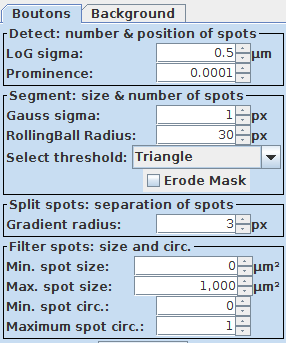 Boutons Background
Detect: number & position of spots
LoG sigma: 0.5 µm
Prominence: 0.0001
Segment: size & number of spots
Gauss sigma: 1 px
RollingBall Radius: 30 px
Select threshold: Triangle
Erode Mask
Split spots: separation of spots
Gradient radius: 3 px
Filter spots: size and circ.
Min. spot size: 0 µm²
Max. spot size: 1,000 µm²
Min. spot circ.: 0
Maximum spot circ.: 1